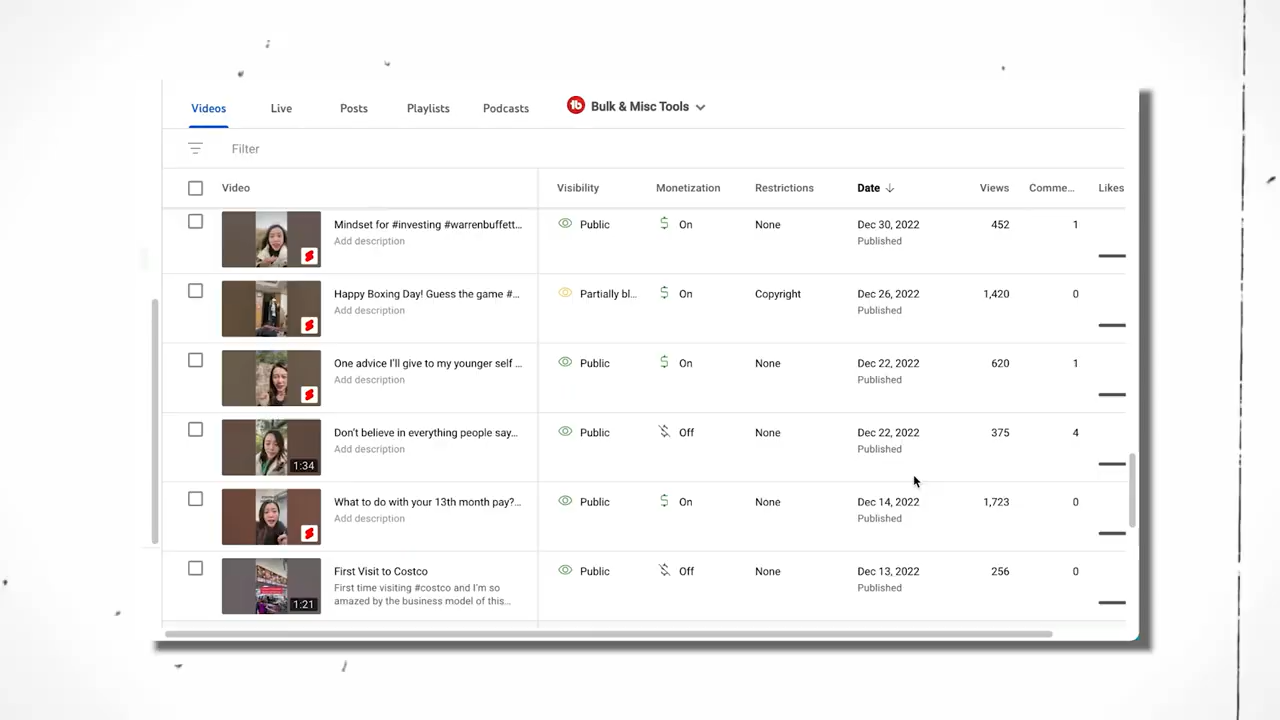 Videos Live Posts Playlists Podcasts tb Bulk & Misc Tools
Filter
Video Visibility Monetization Restrictions Date Views Comme... Likes
Mindset for #investing #warrenbuffett... Public On None Dec 30, 2022 452 1
Add description Published
Happy Boxing Day! Guess the game #... Partially bl... On Copyright Dec 26, 2022 1,420 0
Add description Published
One advice I'll give to my younger self ... Public On None Dec 22, 2022 620 1
Add description Published
Don't believe in everything people say... Public Off None Dec 22, 2022 375 4
Add description Published
1:34
What to do with your 13th month pay?... Public On None Dec 14, 2022 1,723 0
Add description Published
First Visit to Costco Public Off None Dec 13, 2022 256 0
First time visiting #costco and I'm so Published
amazed by the business model of this...
1:21